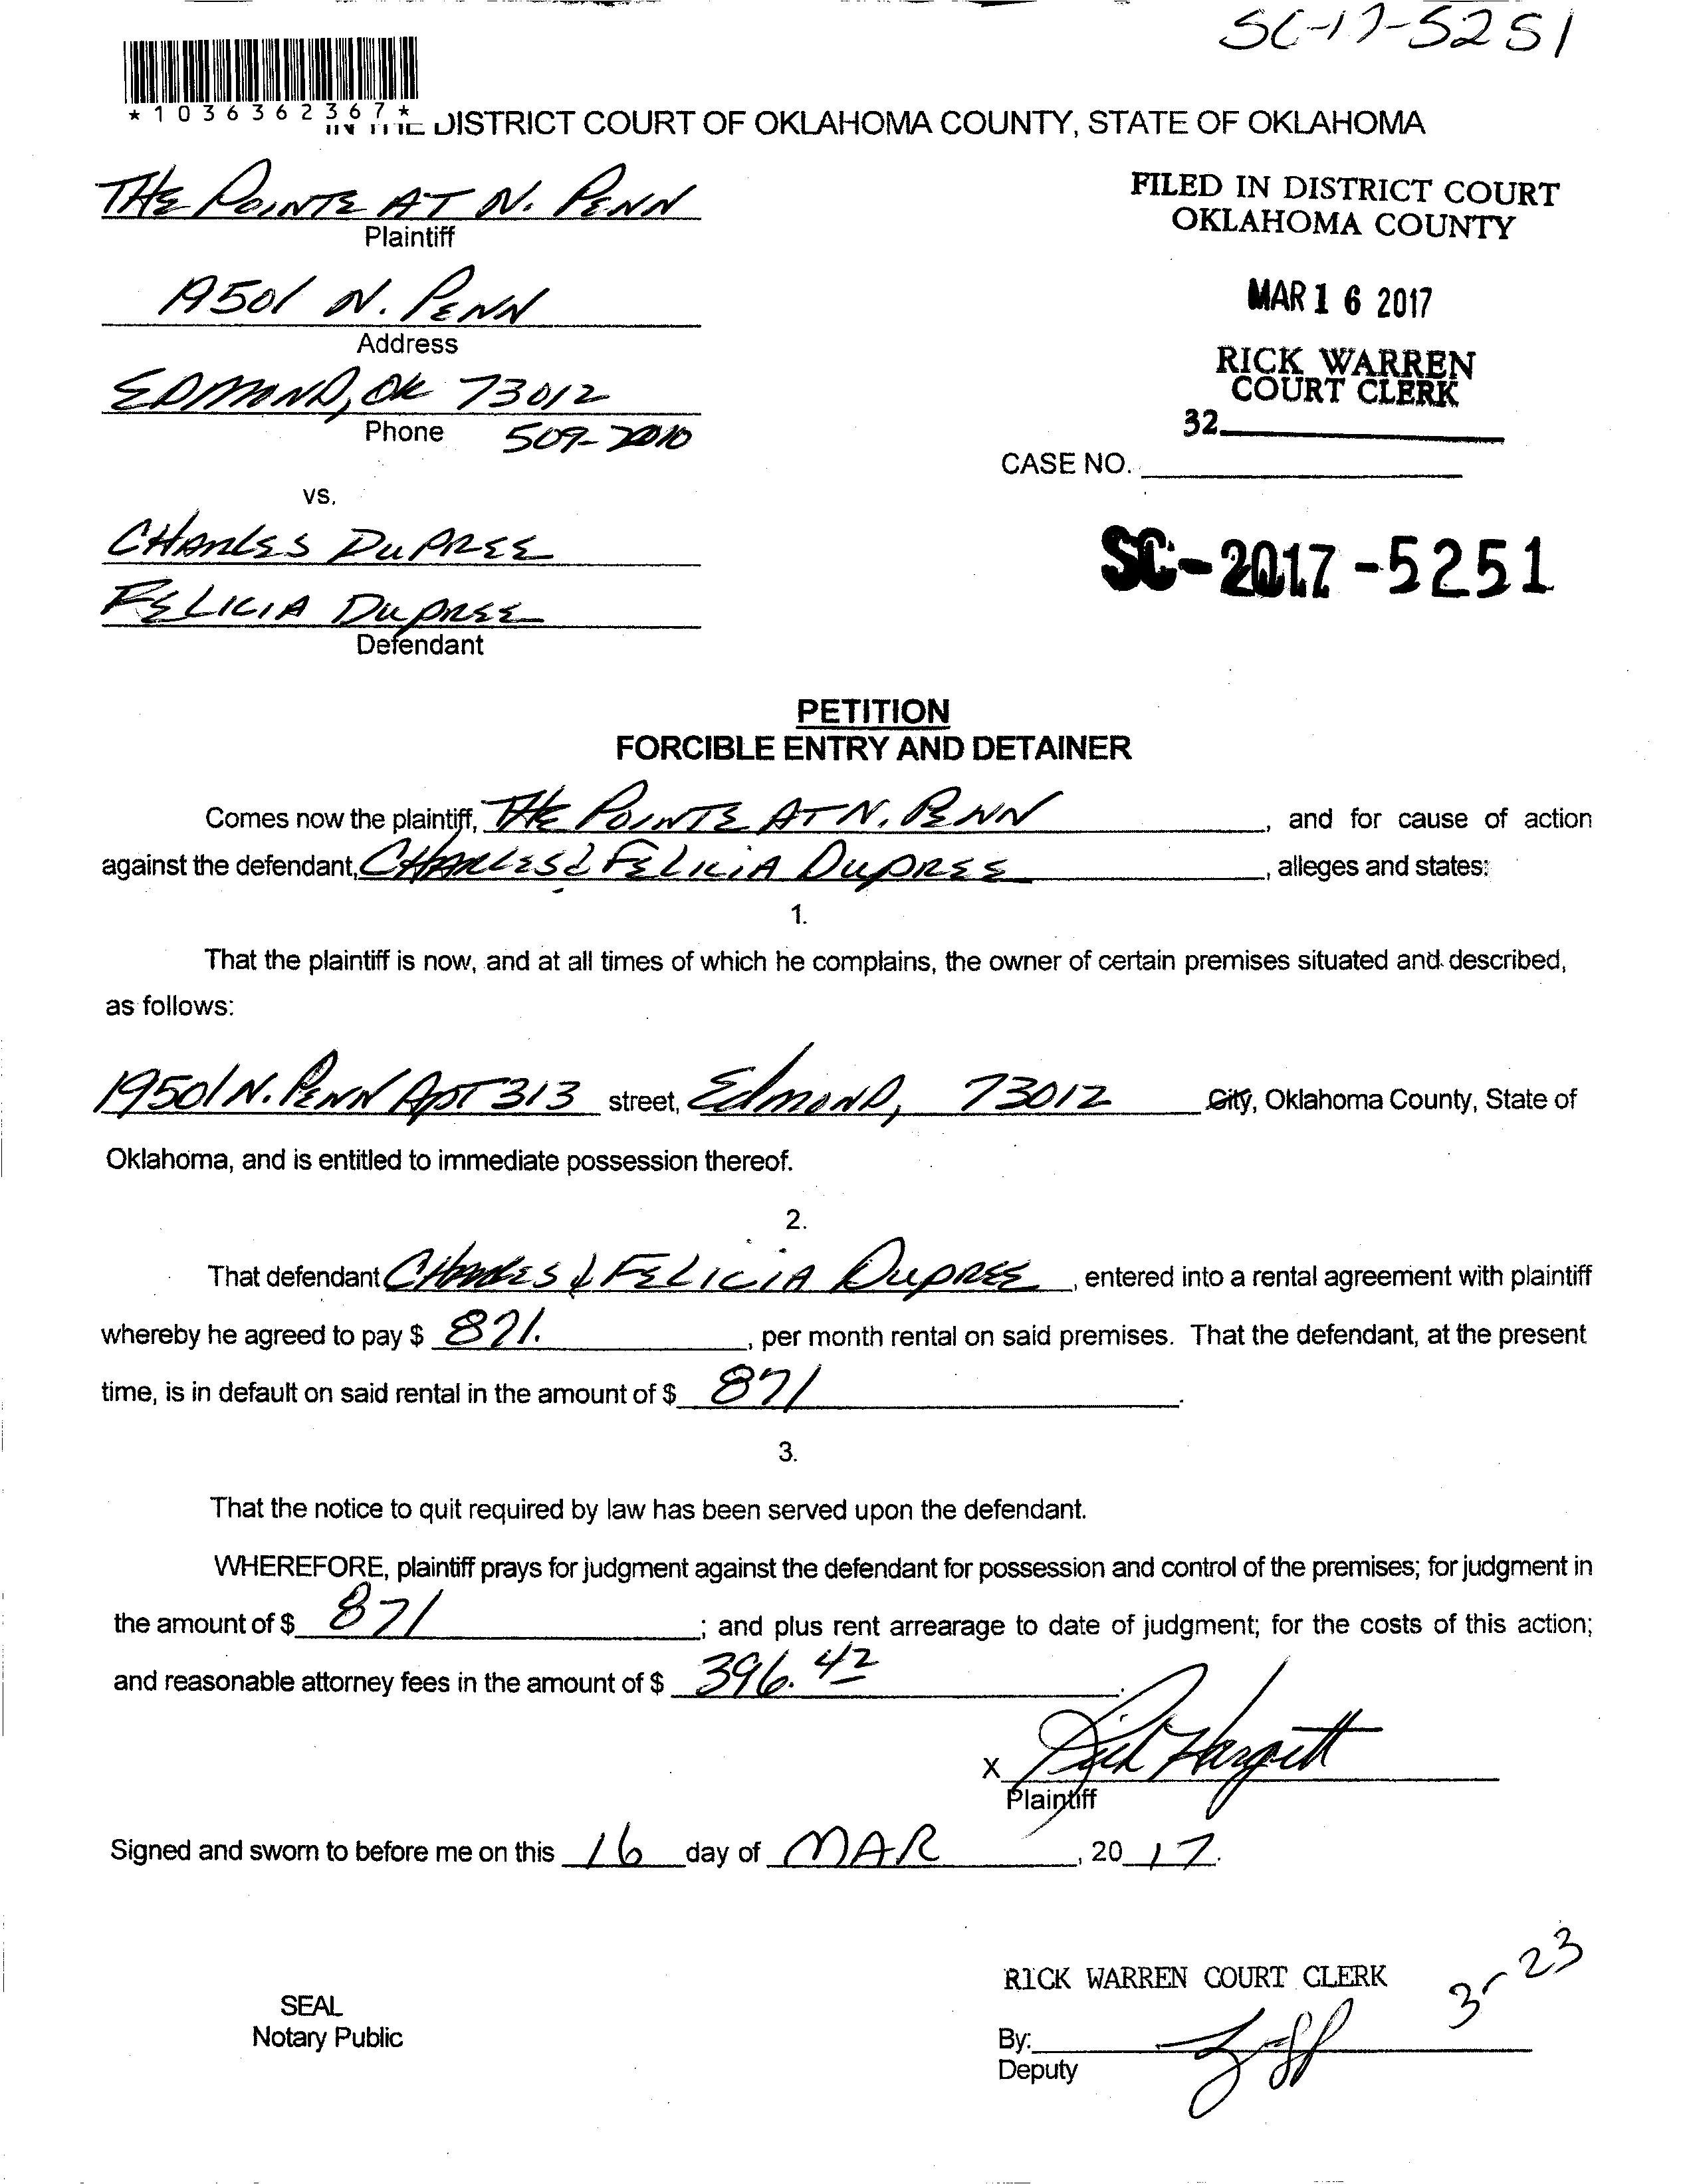 SC-17-5251
*1036362367*
IN THE DISTRICT COURT OF OKLAHOMA COUNTY, STATE OF OKLAHOMA
THE POINTE AT N. PENN
Plaintiff
FILED IN DISTRICT COURT
OKLAHOMA COUNTY
19501 N. PENN
Address
MAR 16 2017
EDMOND, OK 73012
Phone 509-2010
RICK WARREN
COURT CLERK
32
CASE NO.
vs.
CHARLES DUPREE
FELICIA DUPREE
Defendant
SC-2017-5251
PETITION
FORCIBLE ENTRY AND DETAINER
Comes now the plaintiff, THE POINTE AT N. PENN, and for cause of action
against the defendant, CHARLES & FELICIA DUPREE, alleges and states:
1.
That the plaintiff is now, and at all times of which he complains, the owner of certain premises situated and described,
as follows:
19501 N. PENN APT 313 street, Edmond, 73012 City, Oklahoma County, State of
Oklahoma, and is entitled to immediate possession thereof.
2.
That defendant CHARLES & FELICIA DUPREE, entered into a rental agreement with plaintiff
whereby he agreed to pay $ 871., per month rental on said premises. That the defendant, at the present
time, is in default on said rental in the amount of $ 871.
3.
That the notice to quit required by law has been served upon the defendant.
WHEREFORE, plaintiff prays for judgment against the defendant for possession and control of the premises; for judgment in
the amount of $ 871; and plus rent arrearage to date of judgment; for the costs of this action;
and reasonable attorney fees in the amount of $ 396.42.
X Rick Hargett
Plaintiff
Signed and sworn to before me on this 16 day of MAR, 2017.
RICK WARREN COURT CLERK
3-23
SEAL
Notary Public
By:
Deputy